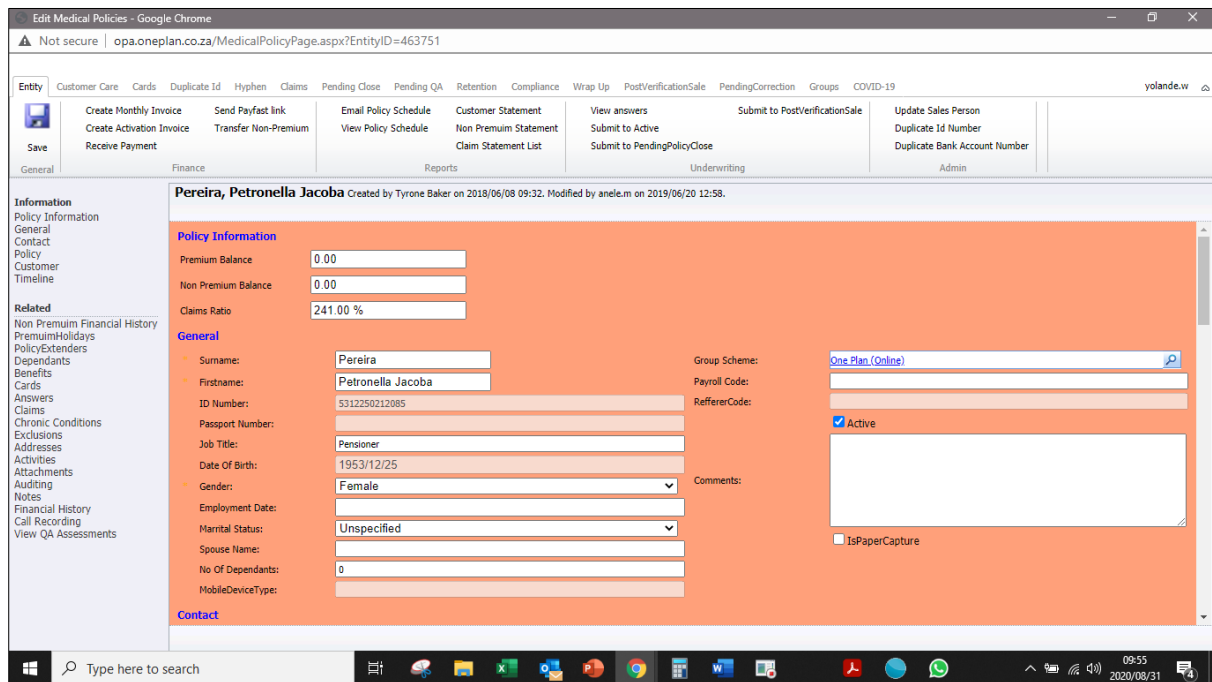 Edit Medical Policies - Google Chrome
Not secure | opa.oneplan.co.za/MedicalPolicyPage.aspx?EntityID=463751
Entity Customer Care Cards Duplicate Id Hyphen Claims Pending Close Pending QA Retention Compliance Wrap Up PostVerificationSale PendingCorrection Groups COVID-19 yolande.w
Create Monthly Invoice Send Payfast link Email Policy Schedule Customer Statement View answers Submit to PostVerificationSale Update Sales Person
Create Activation Invoice Transfer Non-Premium View Policy Schedule Non Premuim Statement Submit to Active Duplicate Id Number
Save Receive Payment Claim Statement List Submit to PendingPolicyClose Duplicate Bank Account Number
General Finance Reports Underwriting Admin
Pereira, Petronella Jacoba Created by Tyrone Baker on 2018/06/08 09:32. Modified by anele.m on 2019/06/20 12:58.
Information
Policy Information
General
Contact
Policy
Customer
Timeline
Related
Non Premuim Financial History
PremuimHolidays
PolicyExtenders
Dependants
Benefits
Cards
Answers
Claims
Chronic Conditions
Exclusions
Addresses
Activities
Attachments
Auditing
Notes
Financial History
Call Recording
View QA Assessments
Policy Information
Premium Balance 0.00
Non Premium Balance 0.00
Claims Ratio 241.00 %
General
Surname: Pereira
Firstname: Petronella Jacoba
ID Number: 5312250212085
Passport Number:
Job Title: Pensioner
Date Of Birth: 1953/12/25
Gender: Female
Employment Date:
Marrital Status: Unspecified
Spouse Name:
No Of Dependants: 0
MobileDeviceType:
Group Scheme: One Plan (Online)
Payroll Code:
ReffererCode:
Active
Comments:
IsPaperCapture
Contact
Type here to search
09:55
2020/08/31
4